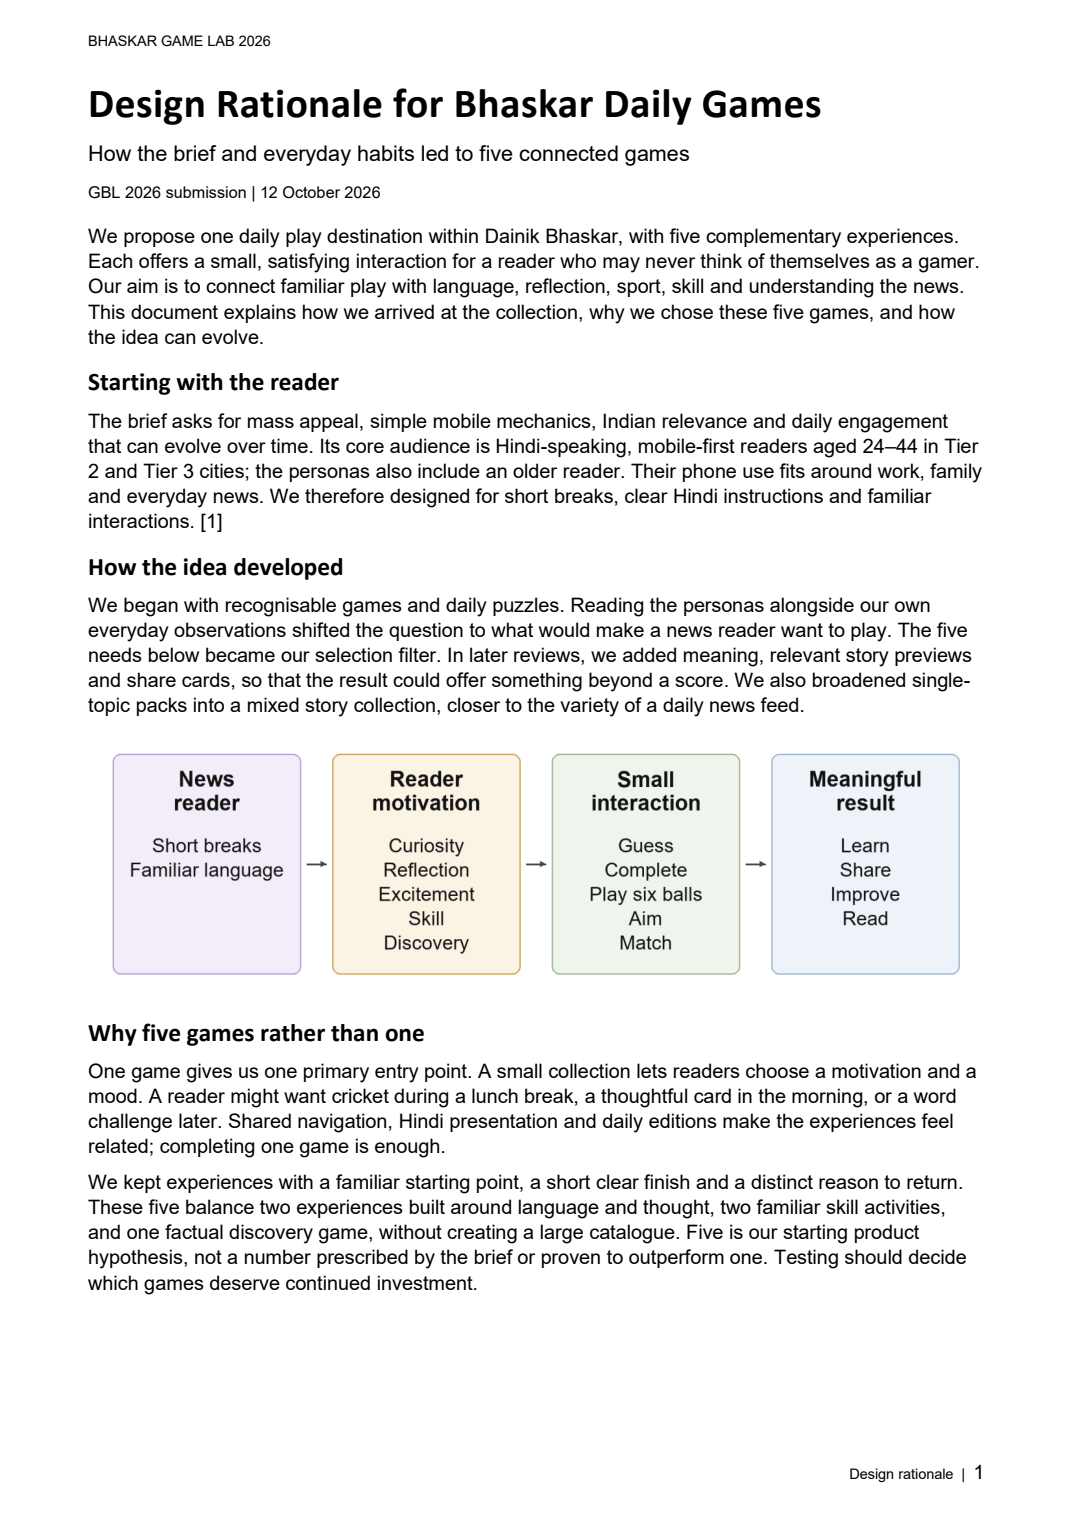 BHASKAR GAME LAB 2026
Design Rationale for Bhaskar Daily Games
How the brief and everyday habits led to five connected games
GBL 2026 submission | 12 October 2026
We propose one daily play destination within Dainik Bhaskar, with five complementary experiences.
Each offers a small, satisfying interaction for a reader who may never think of themselves as a gamer.
Our aim is to connect familiar play with language, reflection, sport, skill and understanding the news.
This document explains how we arrived at the collection, why we chose these five games, and how
the idea can evolve.
Starting with the reader
The brief asks for mass appeal, simple mobile mechanics, Indian relevance and daily engagement
that can evolve over time. Its core audience is Hindi-speaking, mobile-first readers aged 24–44 in Tier
2 and Tier 3 cities; the personas also include an older reader. Their phone use fits around work, family
and everyday news. We therefore designed for short breaks, clear Hindi instructions and familiar
interactions. [1]
How the idea developed
We began with recognisable games and daily puzzles. Reading the personas alongside our own
everyday observations shifted the question to what would make a news reader want to play. The five
needs below became our selection filter. In later reviews, we added meaning, relevant story previews
and share cards, so that the result could offer something beyond a score. We also broadened single-
topic packs into a mixed story collection, closer to the variety of a daily news feed.
News
reader
Short breaks
Familiar language
Reader
motivation
Curiosity
Reflection
Excitement
Skill
Discovery
Small
interaction
Guess
Complete
Play six balls
Aim
Match
Meaningful
result
Learn
Share
Improve
Read
Why five games rather than one
One game gives us one primary entry point. A small collection lets readers choose a motivation and a
mood. A reader might want cricket during a lunch break, a thoughtful card in the morning, or a word
challenge later. Shared navigation, Hindi presentation and daily editions make the experiences feel
related; completing one game is enough.
We kept experiences with a familiar starting point, a short clear finish and a distinct reason to return.
These five balance two experiences built around language and thought, two familiar skill activities,
and one factual discovery game, without creating a large catalogue. Five is our starting product
hypothesis, not a number prescribed by the brief or proven to outperform one. Testing should decide
which games deserve continued investment.
Design rationale | 1